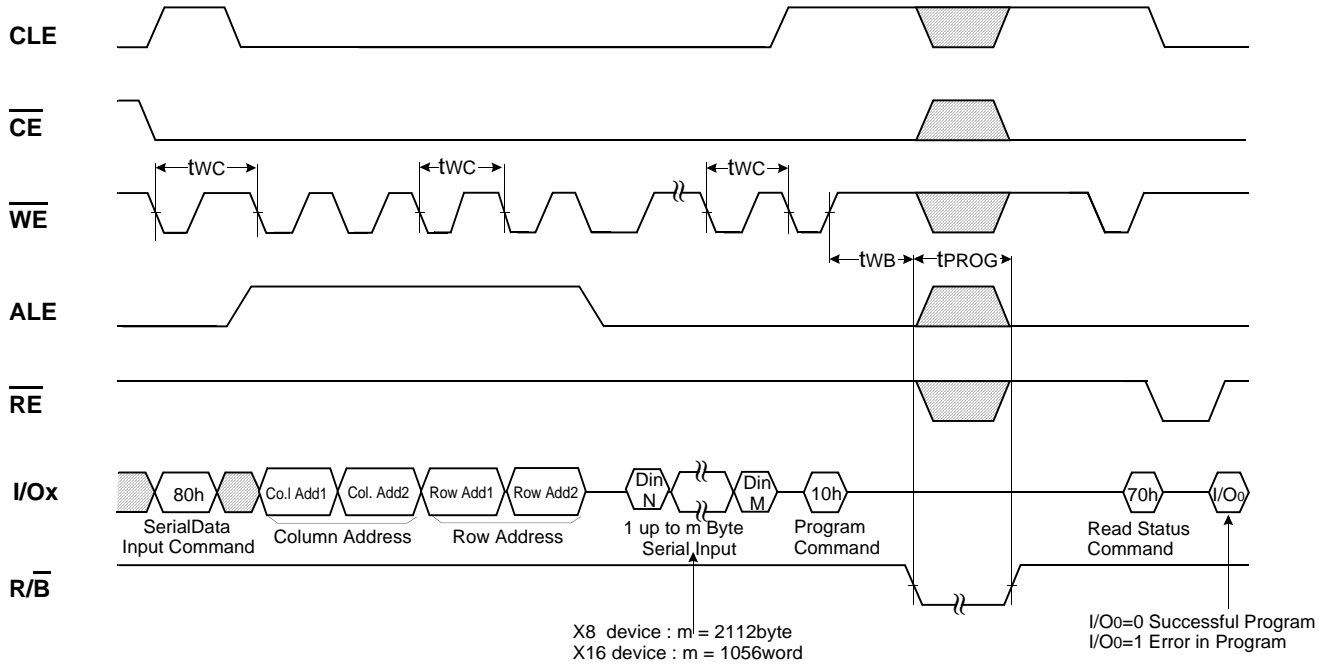 CLE
CE
tWC
tWC
tWC
WE
tWB
tPROG
ALE
RE
I/Ox
80h
Co.l Add1
Col. Add2
Row Add1
Row Add2
Din
N
Din
M
10h
70h
I/O0
SerialData
Input Command
Column Address
Row Address
1 up to m Byte
Serial Input
Program
Command
Read Status
Command
R/B
X8 device : m = 2112byte
X16 device : m = 1056word
I/O0=0 Successful Program
I/O0=1 Error in Program